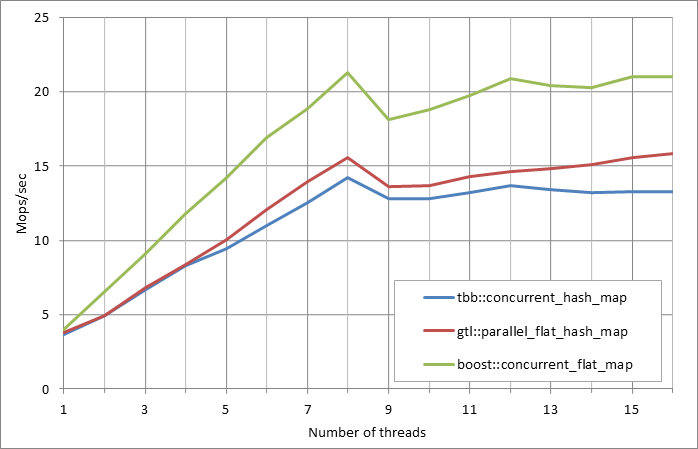 25
20
15
10
5
0
Mops/sec
tbb::concurrent_hash_map
gtl::parallel_flat_hash_map
boost::concurrent_flat_map
1 3 5 7 9 11 13 15
Number of threads